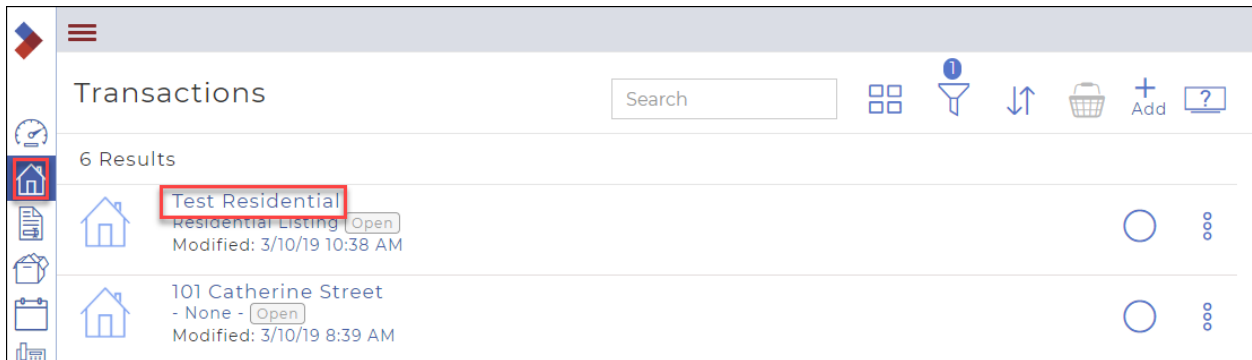 1
Transactions
Search
Add
?
6 Results
Test Residential
Residential Listing Open
Modified: 3/10/19 10:38 AM
101 Catherine Street
- None - Open
Modified: 3/10/19 8:39 AM